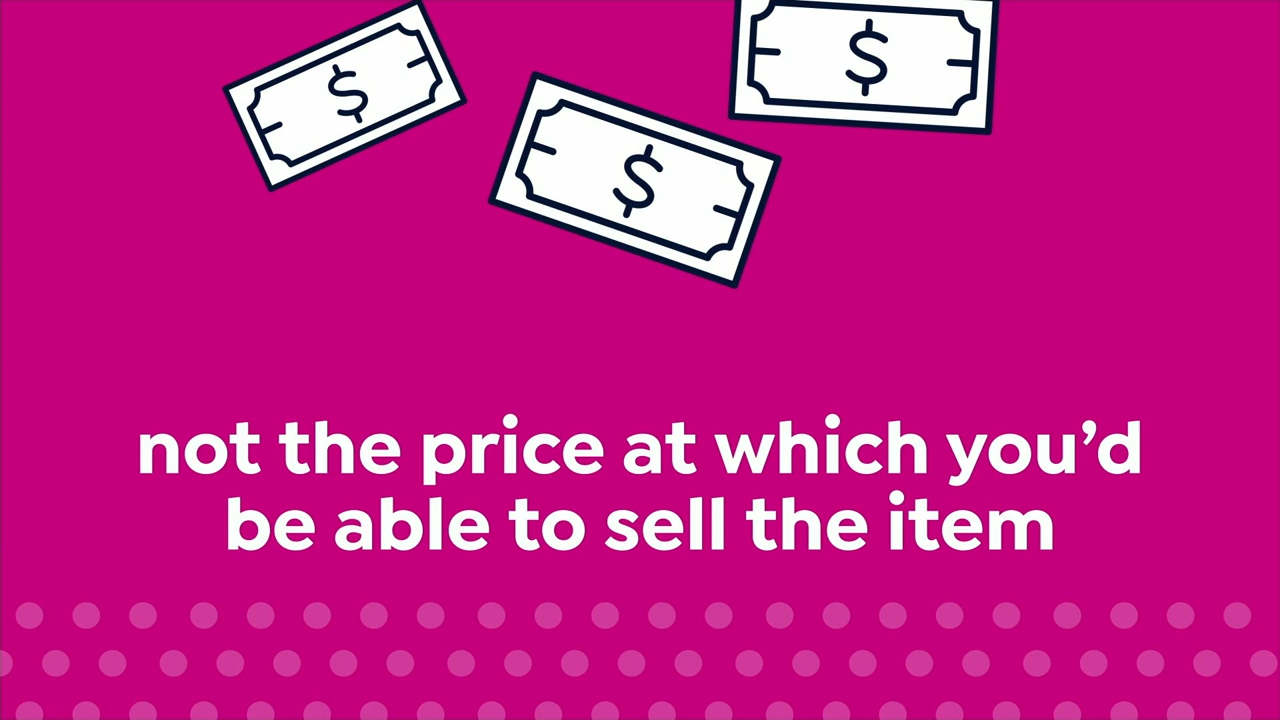 $
$
$
not the price at which you’d
be able to sell the item